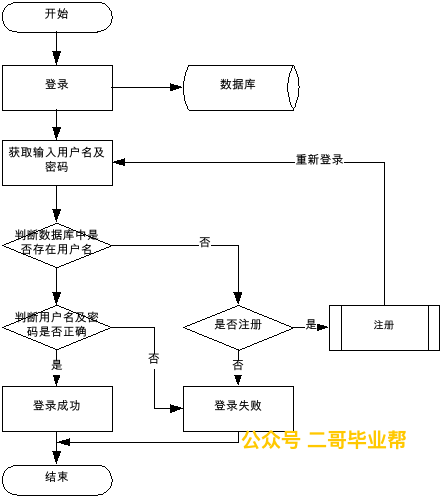 开始
登录
数据库
获取输入用户名及
密码
重新登录
判断数据库中是
否存在用户名
否
判断用户名及密
码是否正确
是否注册
是
注册
是
否
否
登录成功
登录失败
公众号 二哥毕业帮
结束